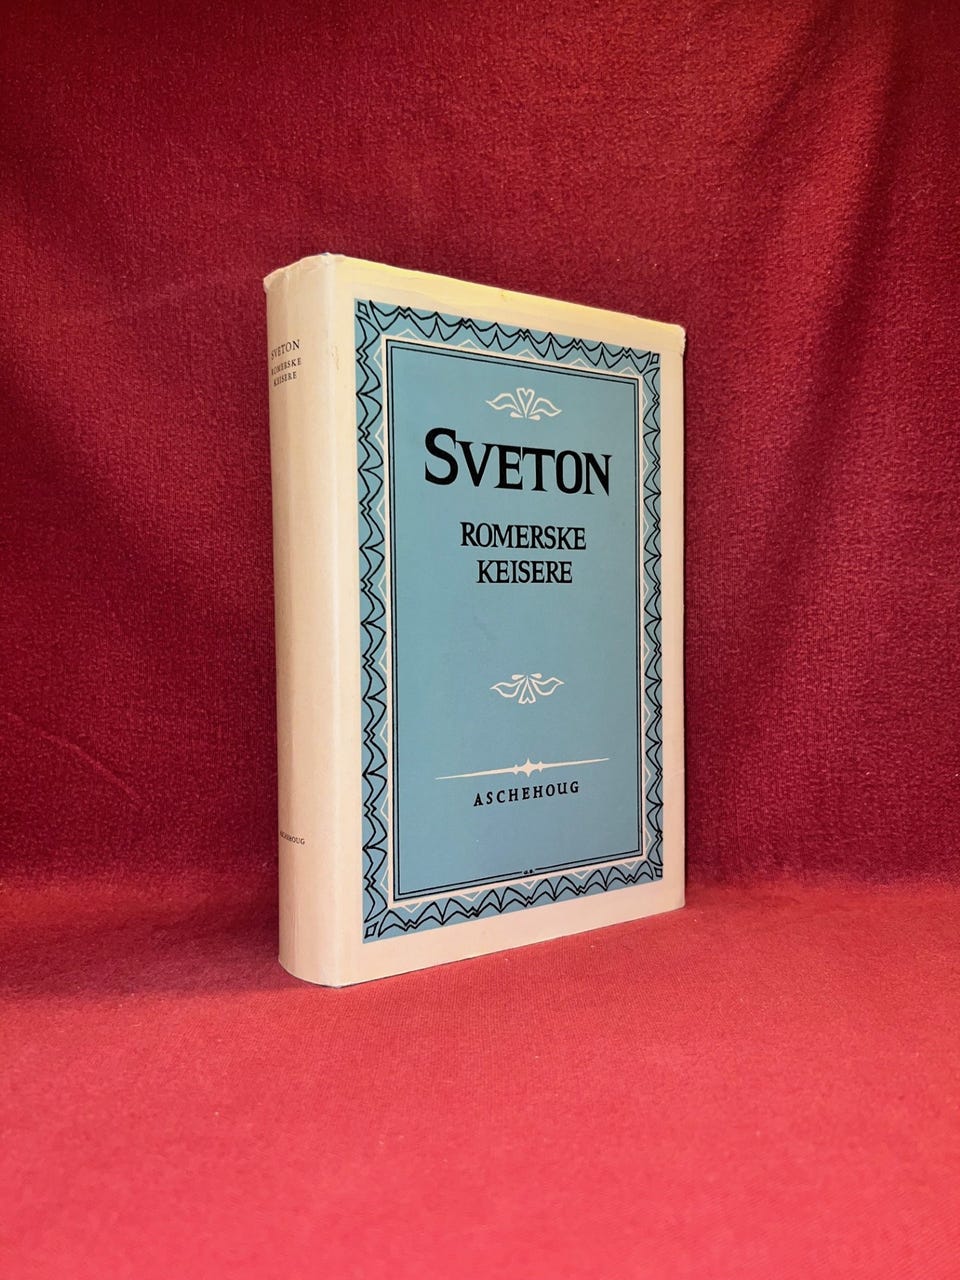 SVETON
ROMERSKE
KEISERE
ASCHEHOUG
SVETON
ROMERSKE
KEISERE
ASCHEHOUG